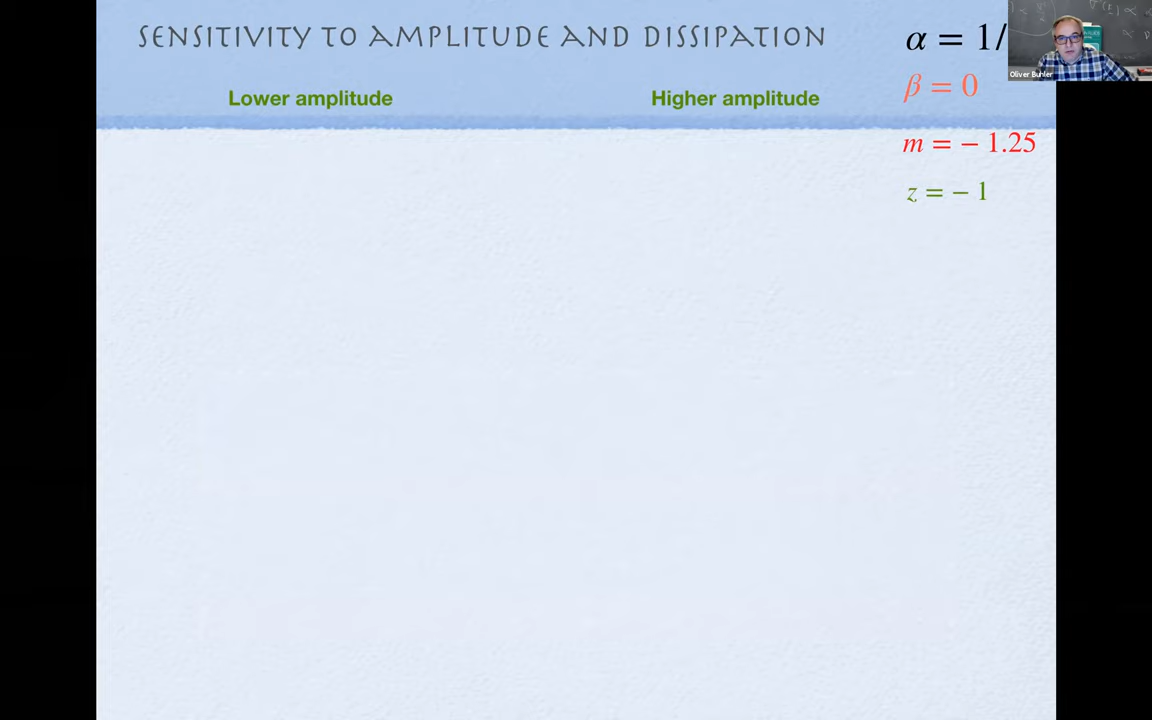 SENSITIVITY TO AMPLITUDE AND DISSIPATION
α = 1/
Oliver Buhler
β = 0
Lower amplitude
Higher amplitude
m = − 1.25
z = − 1